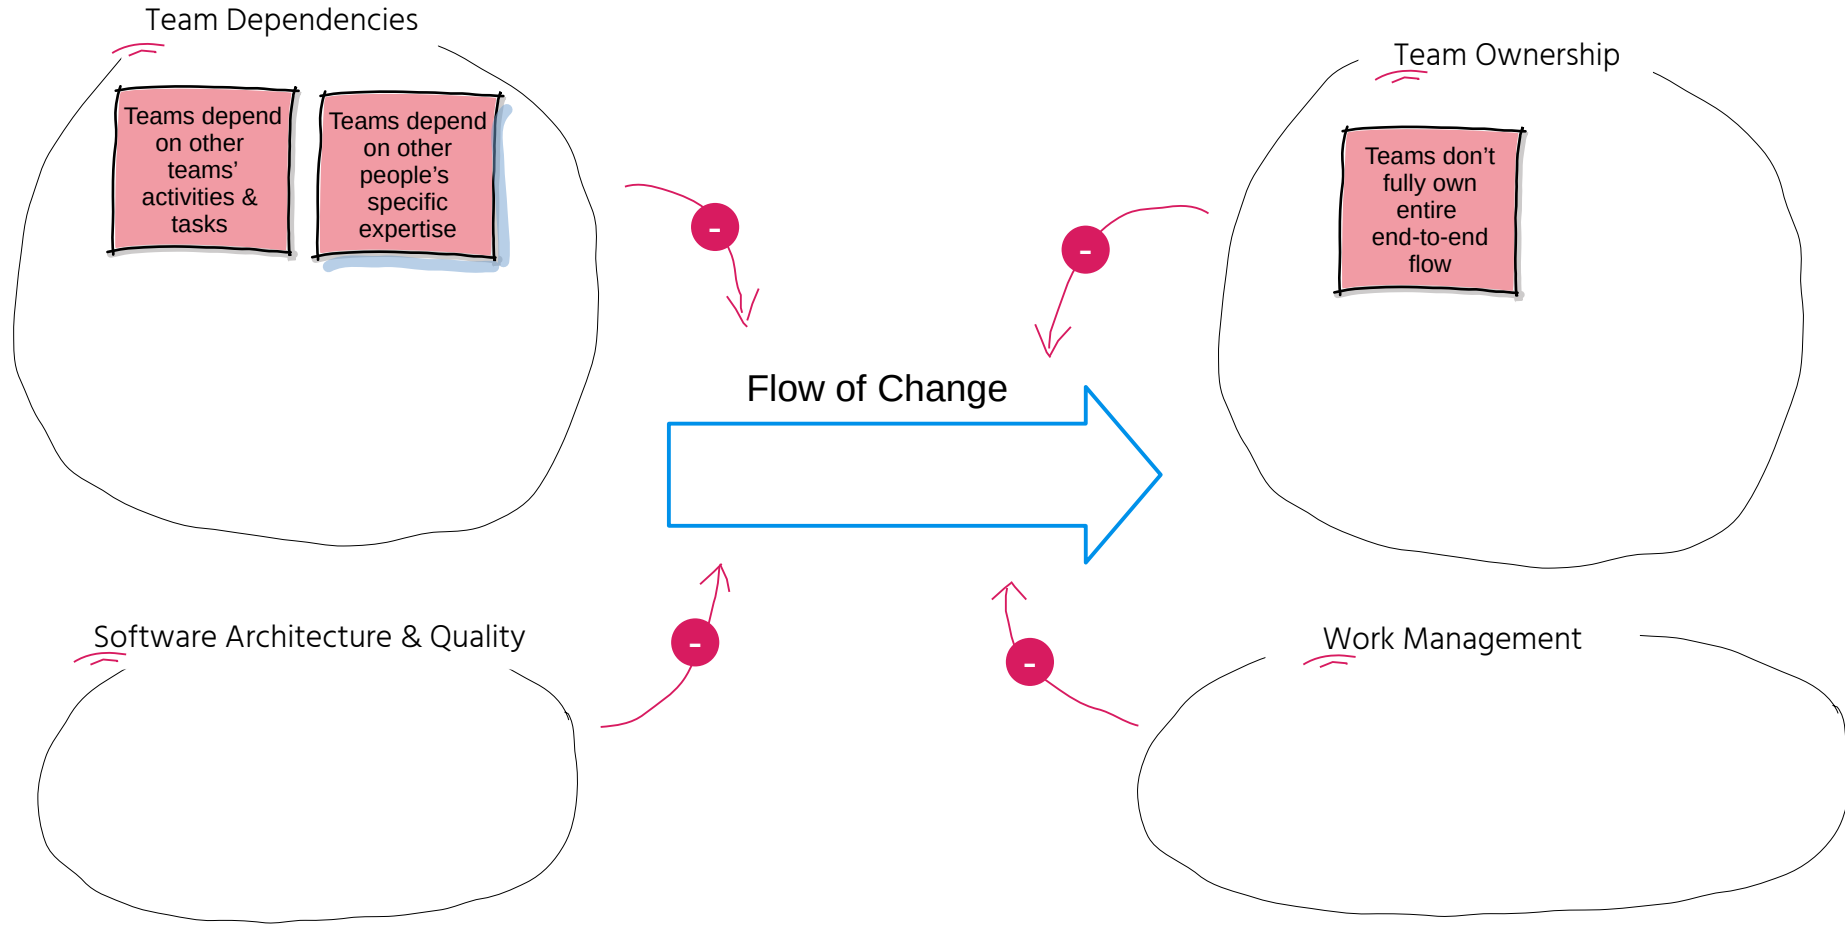 Team Dependencies
Teams depend
on other
teams’
activities &
tasks
Teams depend
on other
people’s
specific
expertise
-
-
Team Ownership
Teams don’t
fully own
entire
end-to-end
flow
Flow of Change
Software Architecture & Quality
-
-
Work Management